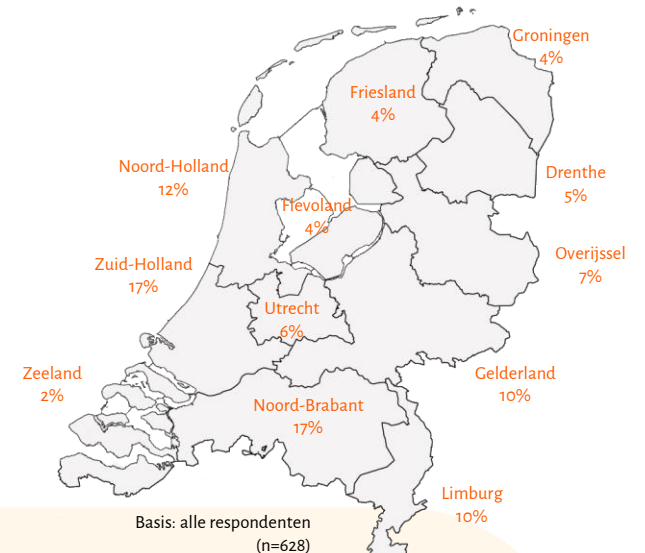 Groningen
4%
Friesland
4%
Noord-Holland
12%
Drenthe
5%
Flevoland
4%
Overijssel
7%
Zuid-Holland
17%
Utrecht
6%
Zeeland
2%
Gelderland
10%
Noord-Brabant
17%
Limburg
10%
Basis: alle respondenten
(n=628)